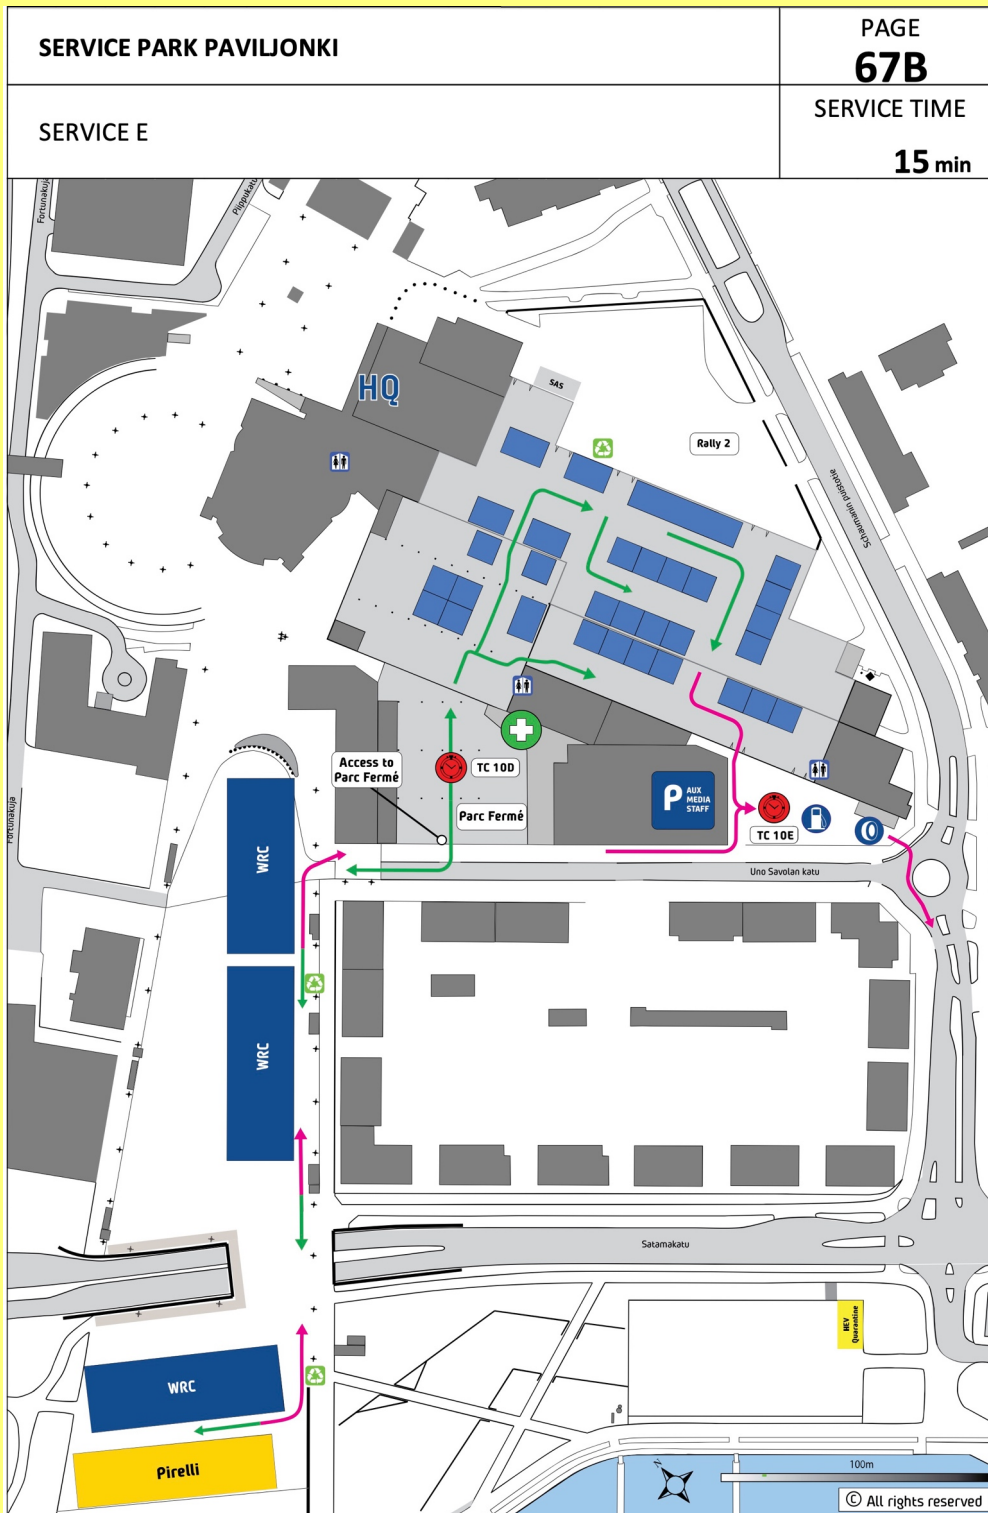 SERVICE PARK PAVILJONKI
PAGE
67B
SERVICE E
SERVICE TIME
15 min
Fortunakuja
Piippukatu
HQ
SAS
Rally 2
Schaumanin puistotie
Access to
Parc Fermé
TC 10D
Parc Fermé
P AUX
MEDIA
STAFF
TC 10E
Fortunakuja
WRC
Uno Savolan katu
WRC
Satamakatu
HEV
Quarantine
WRC
Pirelli
N
100m
© All rights reserved